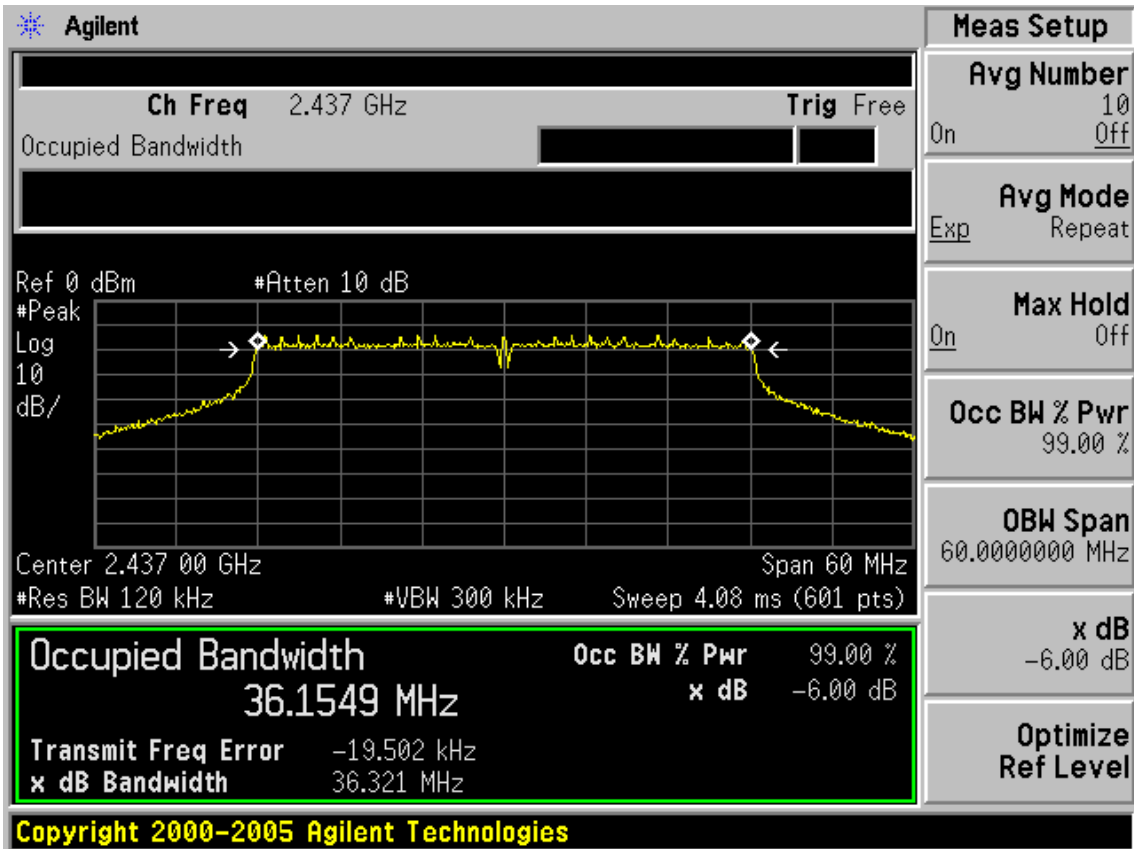 Agilent
Ch Freq 2.437 GHz Trig Free
Occupied Bandwidth
Ref 0 dBm #Atten 10 dB
#Peak
Log
10
dB/
Center 2.437 00 GHz Span 60 MHz
#Res BW 120 kHz #VBW 300 kHz Sweep 4.08 ms (601 pts)
Occupied Bandwidth Occ BW % Pwr 99.00 %
36.1549 MHz x dB -6.00 dB
Transmit Freq Error -19.502 kHz
x dB Bandwidth 36.321 MHz
Copyright 2000-2005 Agilent Technologies
Meas Setup
Avg Number
10
On Off
Avg Mode
Exp Repeat
Max Hold
On Off
Occ BW % Pwr
99.00 %
OBW Span
60.0000000 MHz
x dB
-6.00 dB
Optimize
Ref Level